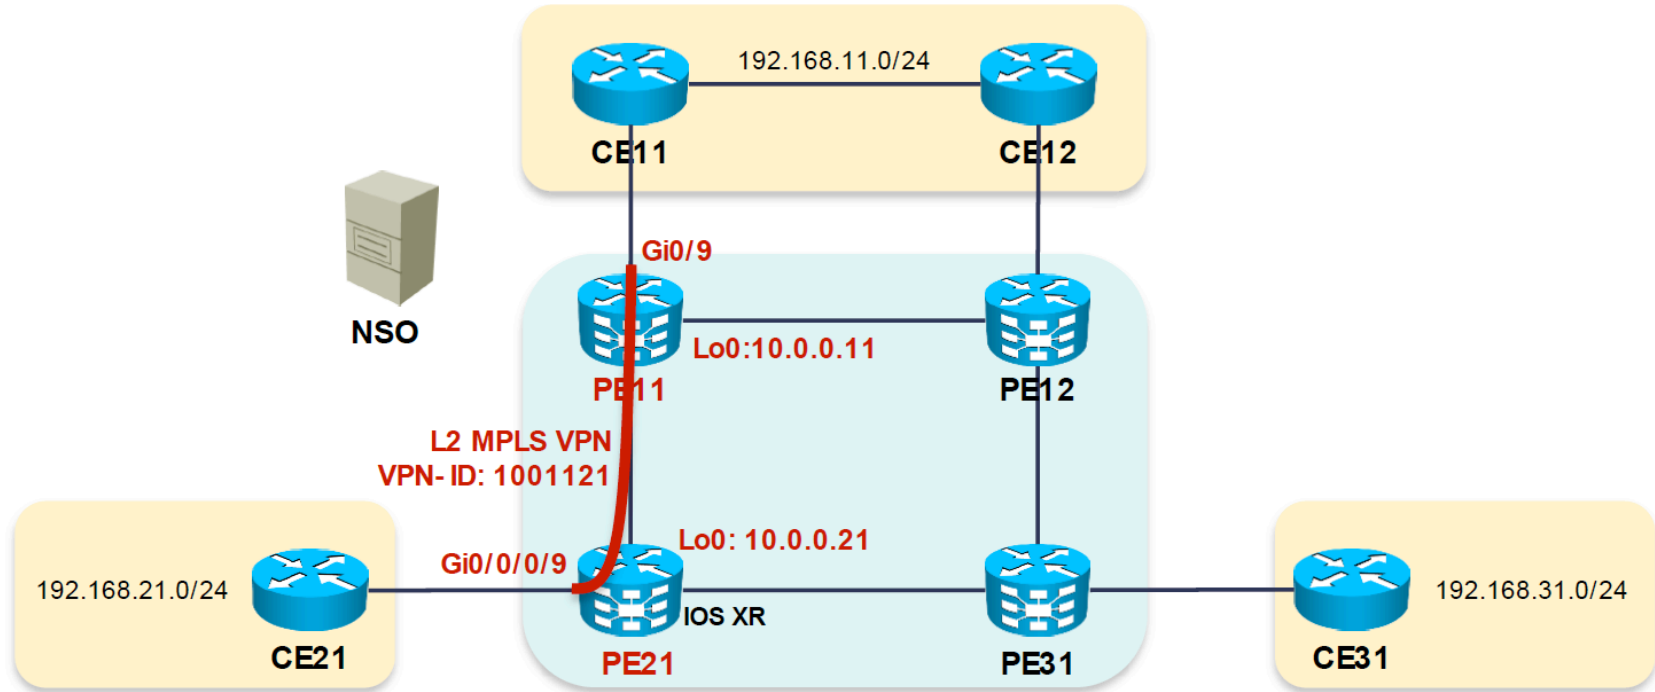 192.168.11.0/24
CE11
CE12
Gi0/9
NSO
Lo0:10.0.0.11
PE11
PE12
L2 MPLS VPN
VPN- ID: 1001121
Lo0: 10.0.0.21
Gi0/0/0/9
192.168.21.0/24
192.168.31.0/24
IOS XR
CE21
PE21
PE31
CE31